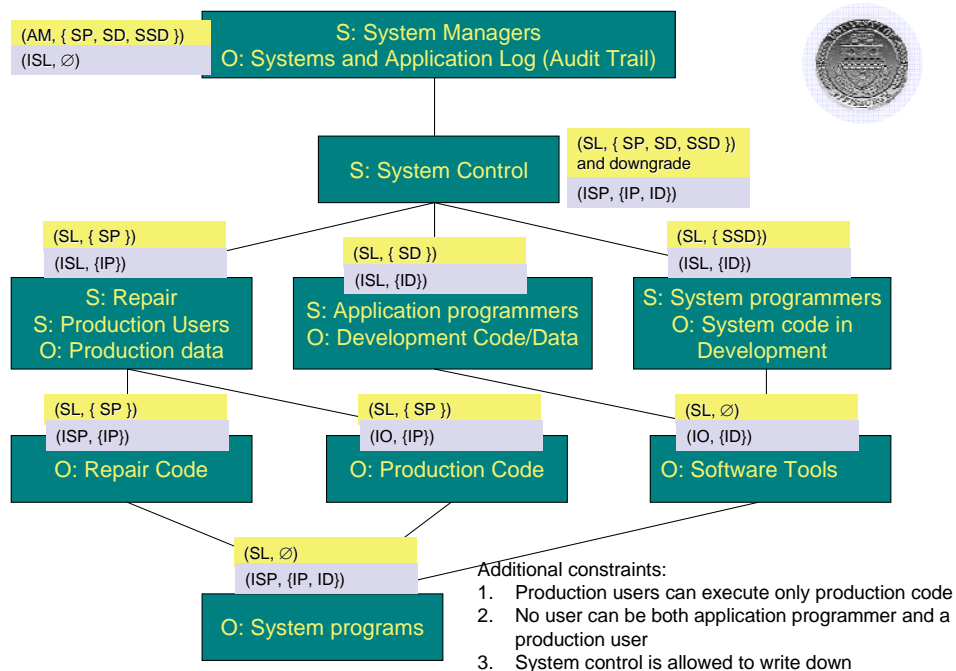 (AM, { SP, SD, SSD })
(ISL, ∅)
S: System Managers
O: Systems and Application Log (Audit Trail)
S: System Control
(SL, { SP, SD, SSD })
and downgrade
(ISP, {IP, ID})
(SL, { SP })
(ISL, {IP})
S: Repair
S: Production Users
O: Production data
(SL, { SD })
(ISL, {ID})
S: Application programmers
O: Development Code/Data
(SL, { SSD})
(ISL, {ID})
S: System programmers
O: System code in
Development
(SL, { SP })
(ISP, {IP})
O: Repair Code
(SL, { SP })
(IO, {IP})
O: Production Code
(SL, ∅)
(IO, {ID})
O: Software Tools
(SL, ∅)
(ISP, {IP, ID})
O: System programs
Additional constraints:
1. Production users can execute only production code
2. No user can be both application programmer and a
production user
3. System control is allowed to write down